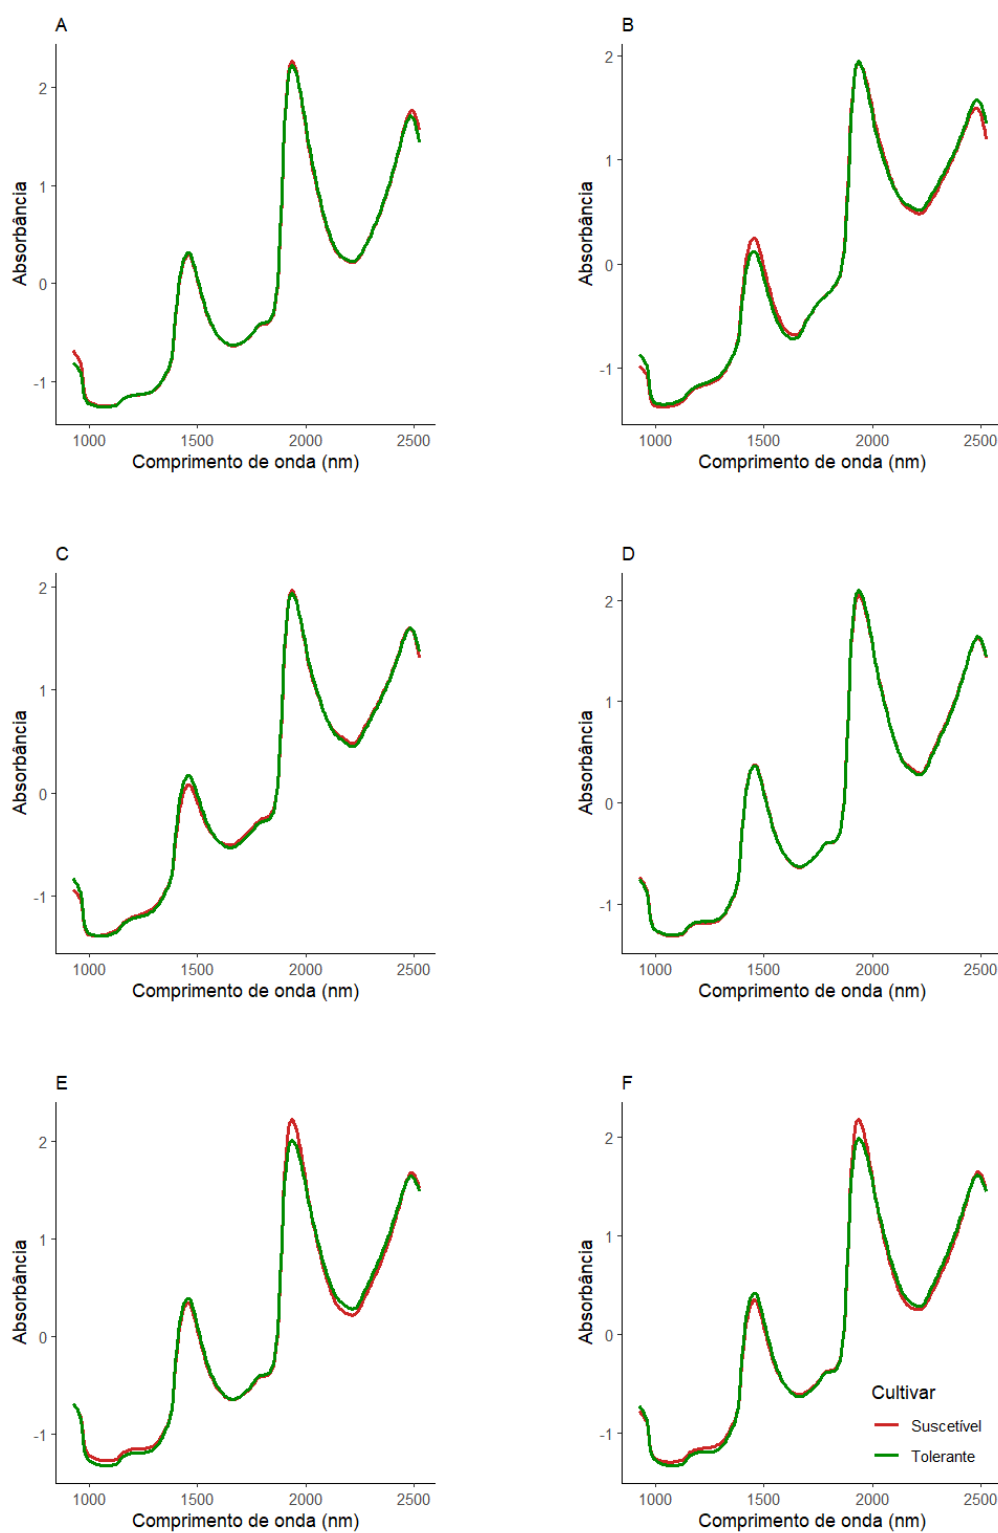 A
2
1
0
-1
Absorbância
1000 1500 2000 2500
Comprimento de onda (nm)
B
2
1
0
-1
Absorbância
1000 1500 2000 2500
Comprimento de onda (nm)
C
2
1
0
-1
Absorbância
1000 1500 2000 2500
Comprimento de onda (nm)
D
2
1
0
-1
Absorbância
1000 1500 2000 2500
Comprimento de onda (nm)
E
2
1
0
-1
Absorbância
1000 1500 2000 2500
Comprimento de onda (nm)
F
2
1
0
-1
Absorbância
1000 1500 2000 2500
Comprimento de onda (nm)
Cultivar
Suscetível
Tolerante